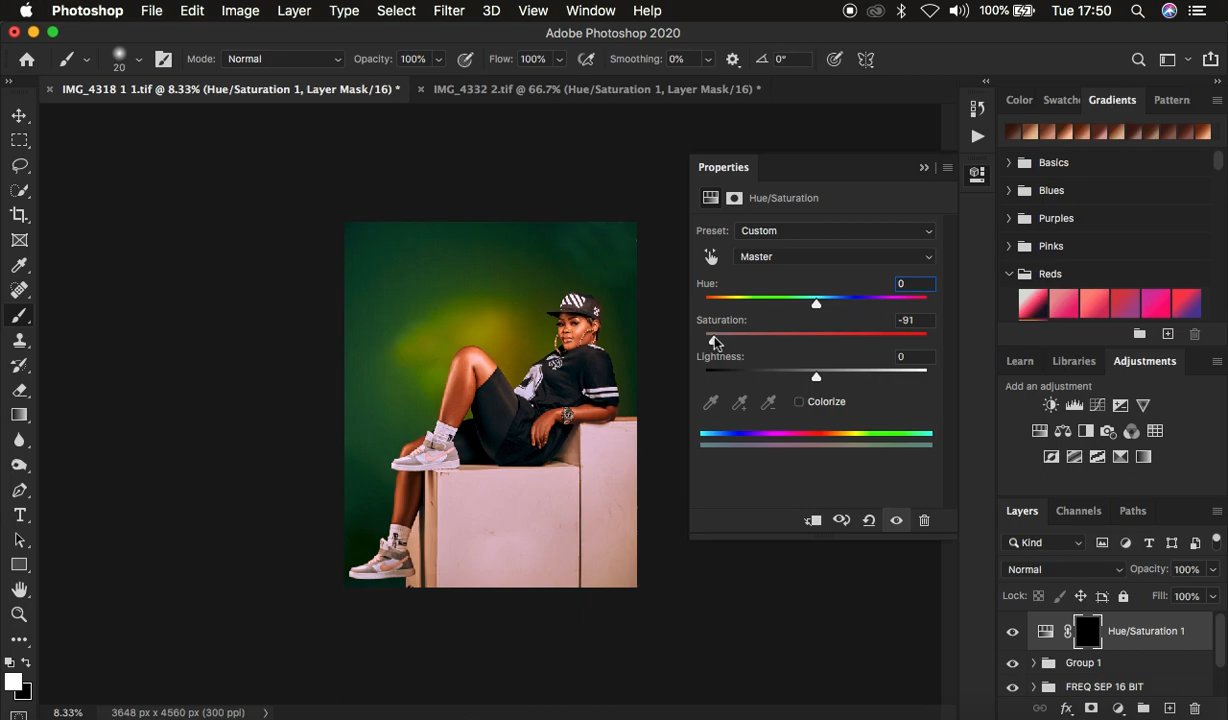 Photoshop File Edit Image Layer Type Select Filter 3D View Window Help 100% Tue 17:50
Adobe Photoshop 2020
20 Mode: Normal Opacity: 100% Flow: 100% Smoothing: 0% 0°
IMG_4318 1 1.tif @ 8.33% (Hue/Saturation 1, Layer Mask/16) * IMG_4332 2.tif @ 66.7% (Hue/Saturation 1, Layer Mask/16) *
Color Swatche Gradients Pattern
Basics
Blues
Purples
Pinks
Reds
Properties
Hue/Saturation
Preset: Custom
Master
Hue: 0
Saturation: -91
Lightness: 0
Colorize
Learn Libraries Adjustments
Add an adjustment
Layers Channels Paths
Kind
Normal Opacity: 100%
Lock: Fill: 100%
Hue/Saturation 1
Group 1
FREQ SEP 16 BIT
8.33% 3648 px x 4560 px (300 ppi)